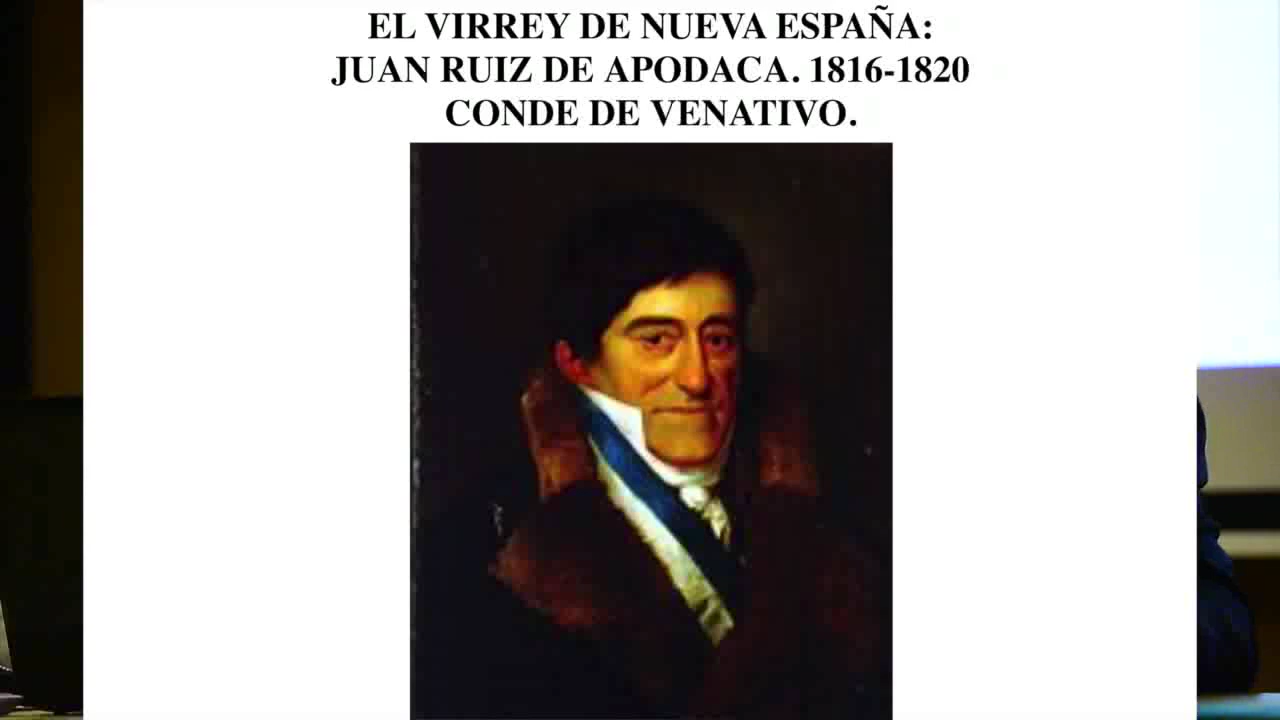 EL VIRREY DE NUEVA ESPAÑA:
JUAN RUIZ DE APODACA. 1816-1820
CONDE DE VENATIVO.